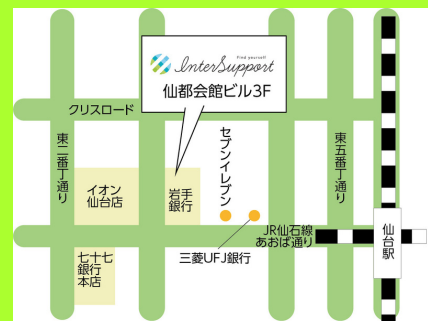 find yourself
InterSupport
仙都会館ビル3F
クリスロード
東二番丁通り
セブンイレブン
東五番丁通り
イオン
仙台店
岩手
銀行
JR仙石線
あおば通り
仙台駅
三菱UFJ銀行
七十七
銀行
本店